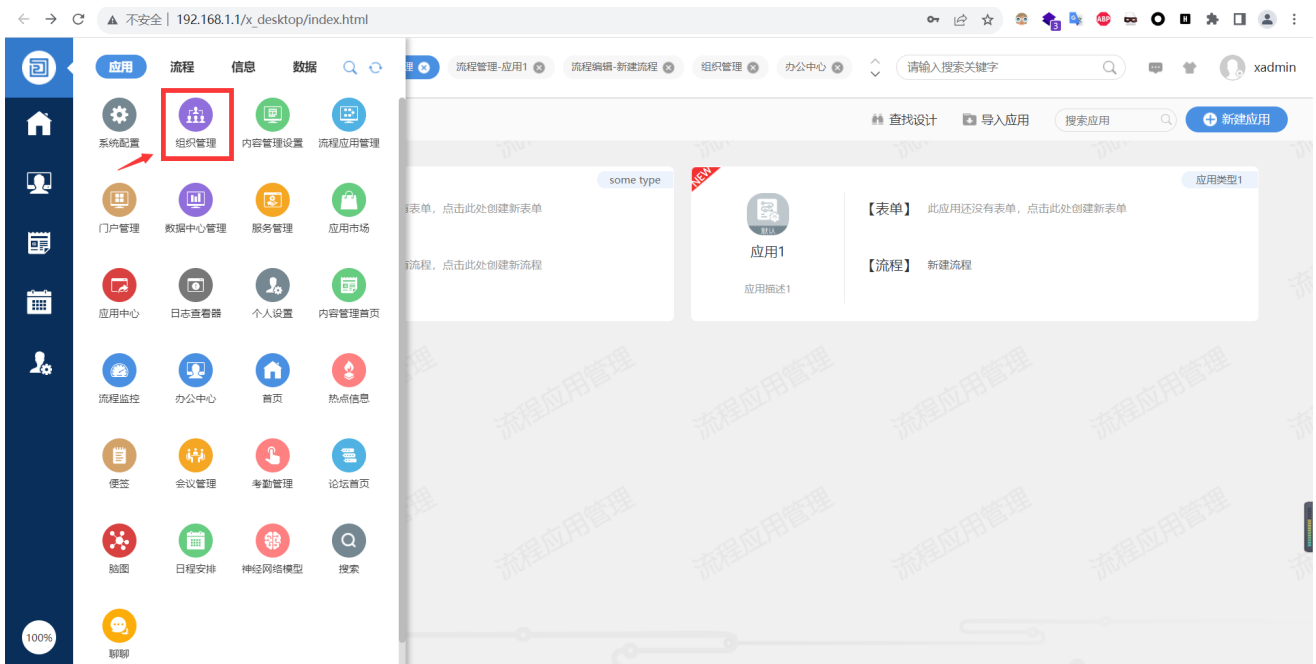 不安全 | 192.168.1.1/x_desktop/index.html
3
ABP
应用 流程 信息 数据
理 流程管理-应用1 流程编辑-新建流程 组织管理 办公中心 请输入搜索关键字 xadmin
查找设计 导入应用 搜索应用 新建应用
系统配置 组织管理 内容管理设置 流程应用管理
门户管理 数据中心管理 服务管理 应用市场
应用中心 日志查看器 个人设置 内容管理首页
流程监控 办公中心 首页 热点信息
便签 会议管理 考勤管理 论坛首页
脑图 日程安排 神经网络模型 搜索
聊聊
100%
some type
表单，点击此处创建新表单
流程，点击此处创建新流程
NEW
应用类型1
默认
应用1
应用描述1
【表单】 此应用还没有表单，点击此处创建新表单
【流程】 新建流程
流程应用管理 流程应用管理 流程应用管理 流程应用管理
流程应用管理 流程应用管理 流程应用管理 流程应用管理